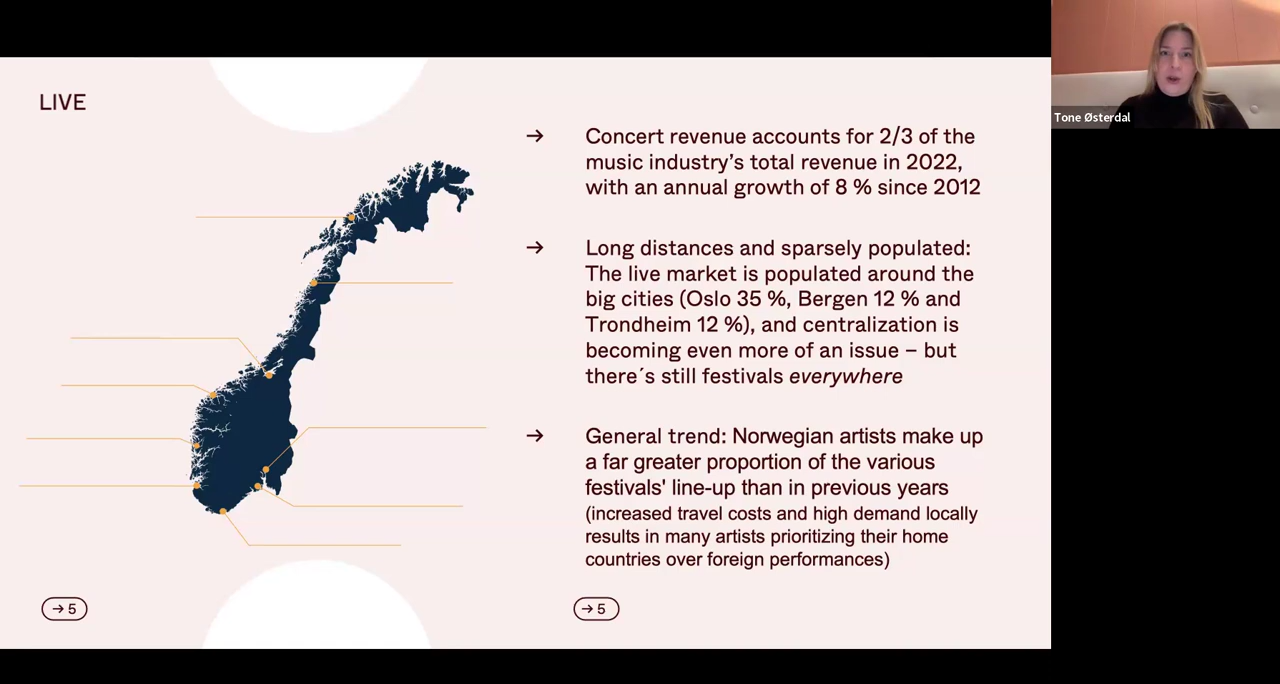 LIVE
→ Concert revenue accounts for 2/3 of the
music industry’s total revenue in 2022,
with an annual growth of 8 % since 2012
→ Long distances and sparsely populated:
The live market is populated around the
big cities (Oslo 35 %, Bergen 12 % and
Trondheim 12 %), and centralization is
becoming even more of an issue – but
there´s still festivals everywhere
→ General trend: Norwegian artists make up
a far greater proportion of the various
festivals' line-up than in previous years
(increased travel costs and high demand locally
results in many artists prioritizing their home
countries over foreign performances)
→ 5
→ 5
Tone Østerdal